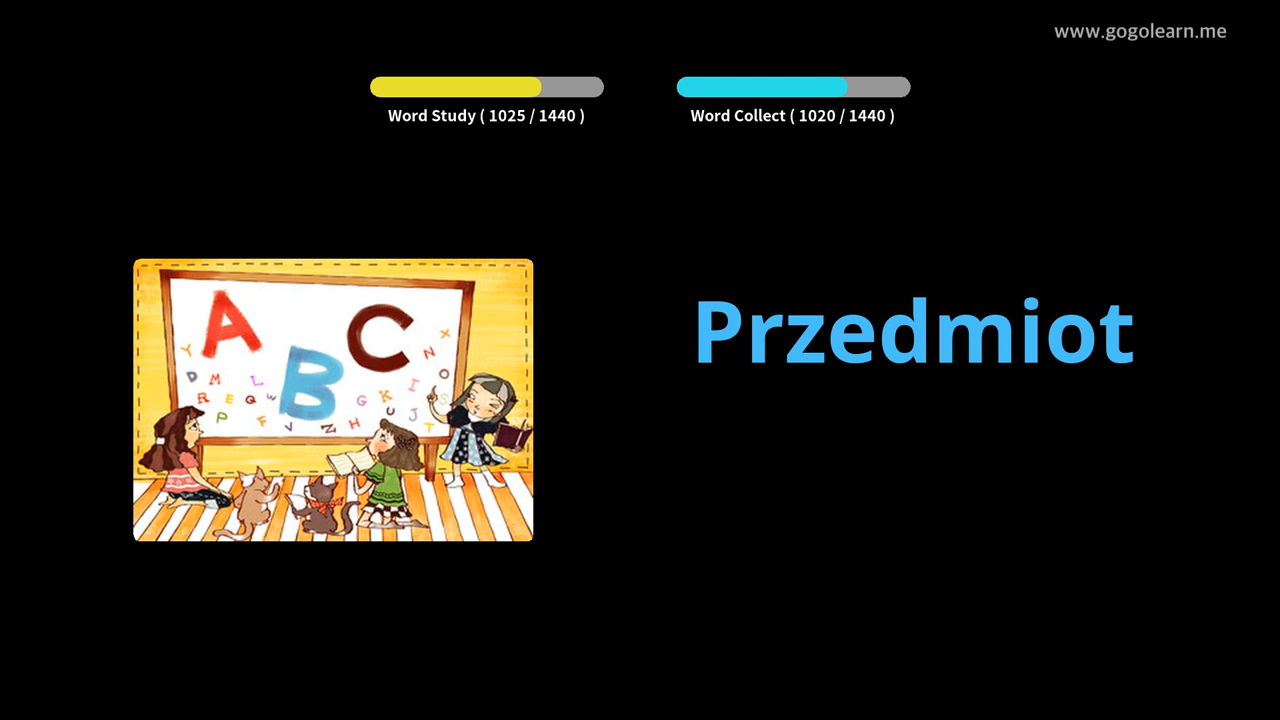 www.gogolearn.me
Word Study ( 1025 / 1440 )
Word Collect ( 1020 / 1440 )
Przedmiot
A
B
C
Y
X
N
D M L I O
R E Q W G K S
P F V Z H U J T